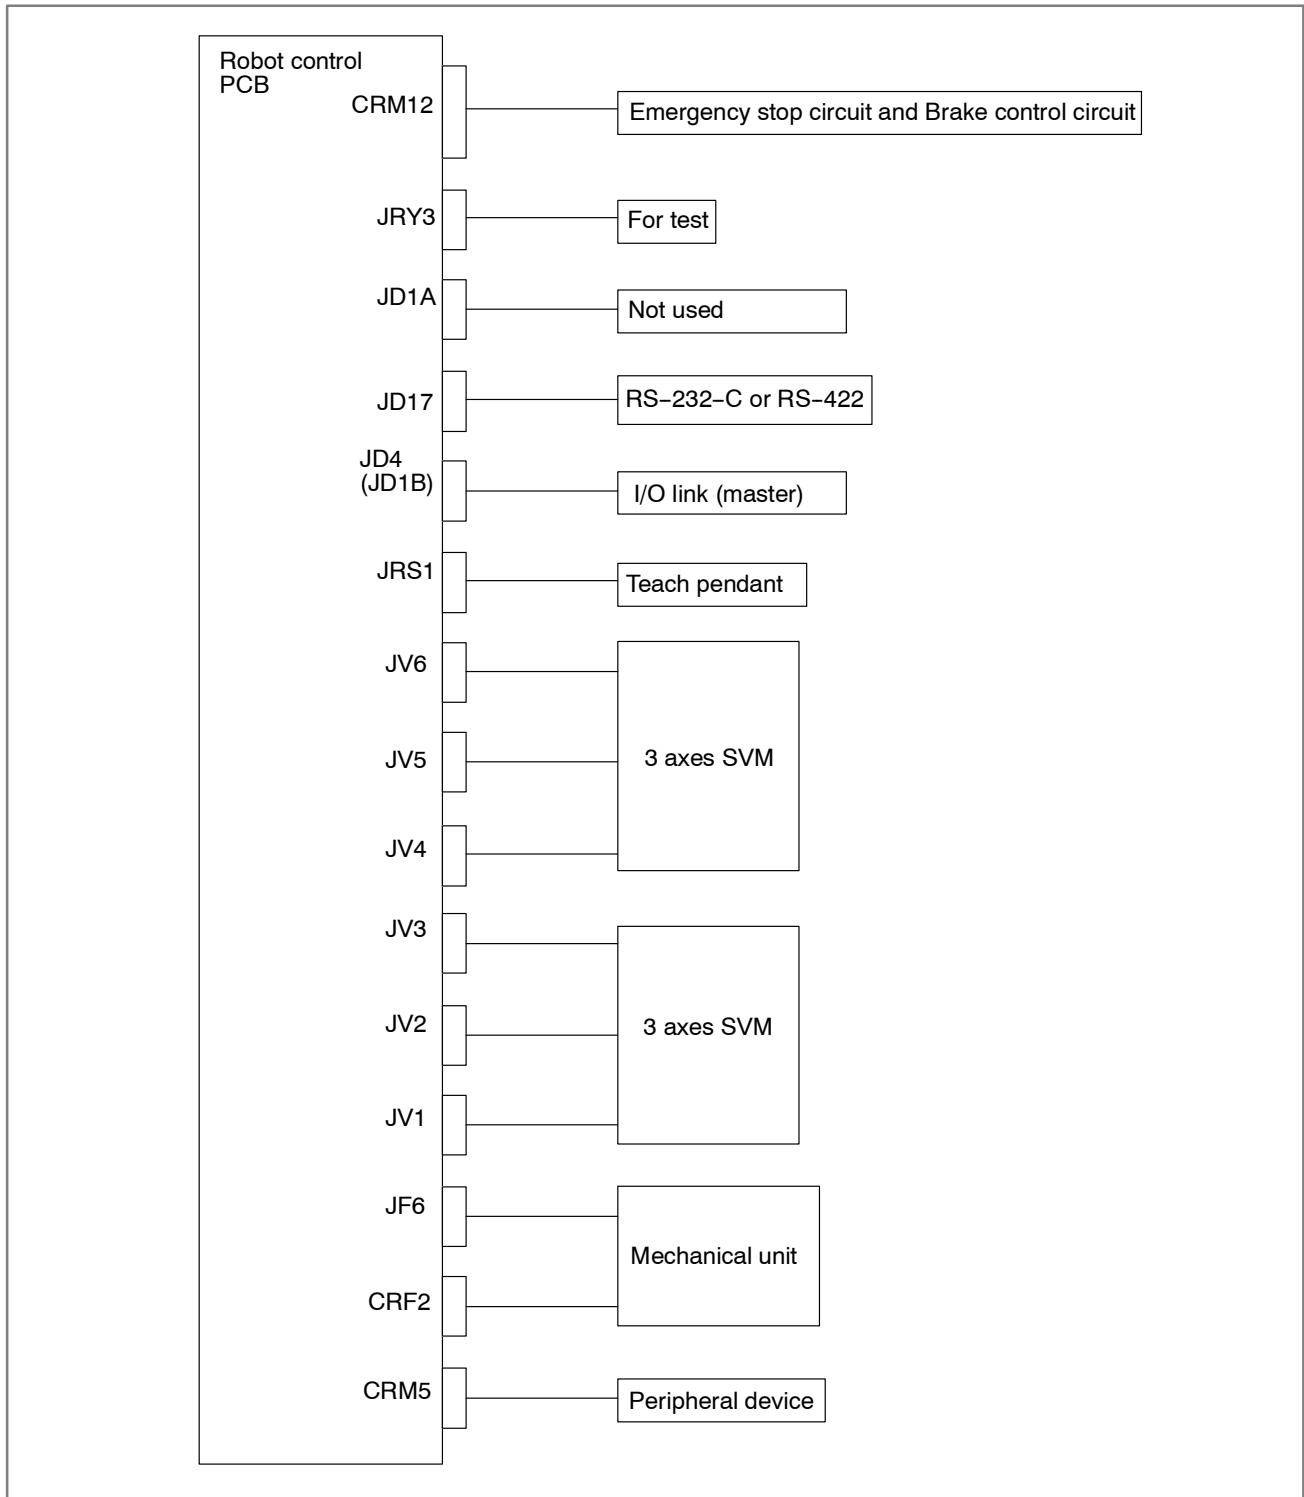 Robot control
PCB
CRM12
Emergency stop circuit and Brake control circuit
JRY3
For test
JD1A
Not used
JD17
RS−232−C or RS−422
JD4
(JD1B)
I/O link (master)
JRS1
Teach pendant
JV6
JV5
3 axes SVM
JV4
JV3
JV2
3 axes SVM
JV1
JF6
Mechanical unit
CRF2
CRM5
Peripheral device